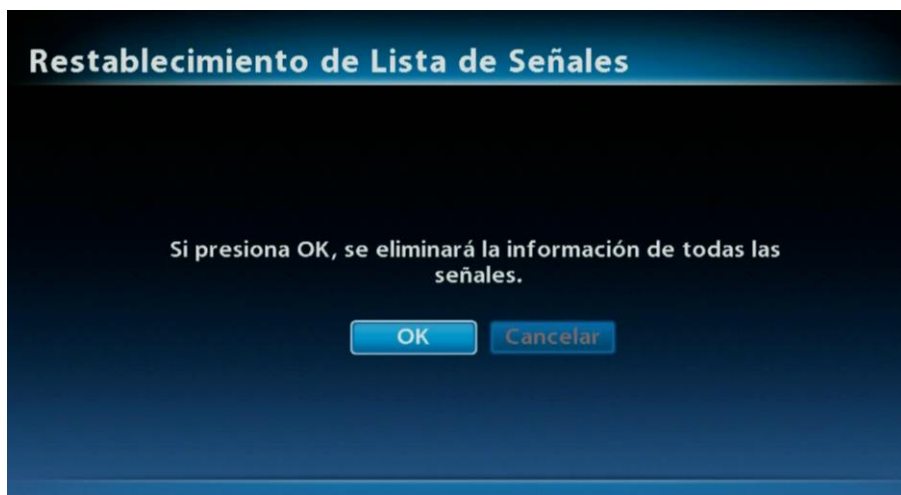 Restablecimiento de Lista de Señales
Si presiona OK, se eliminará la información de todas las
señales.
OK
Cancelar